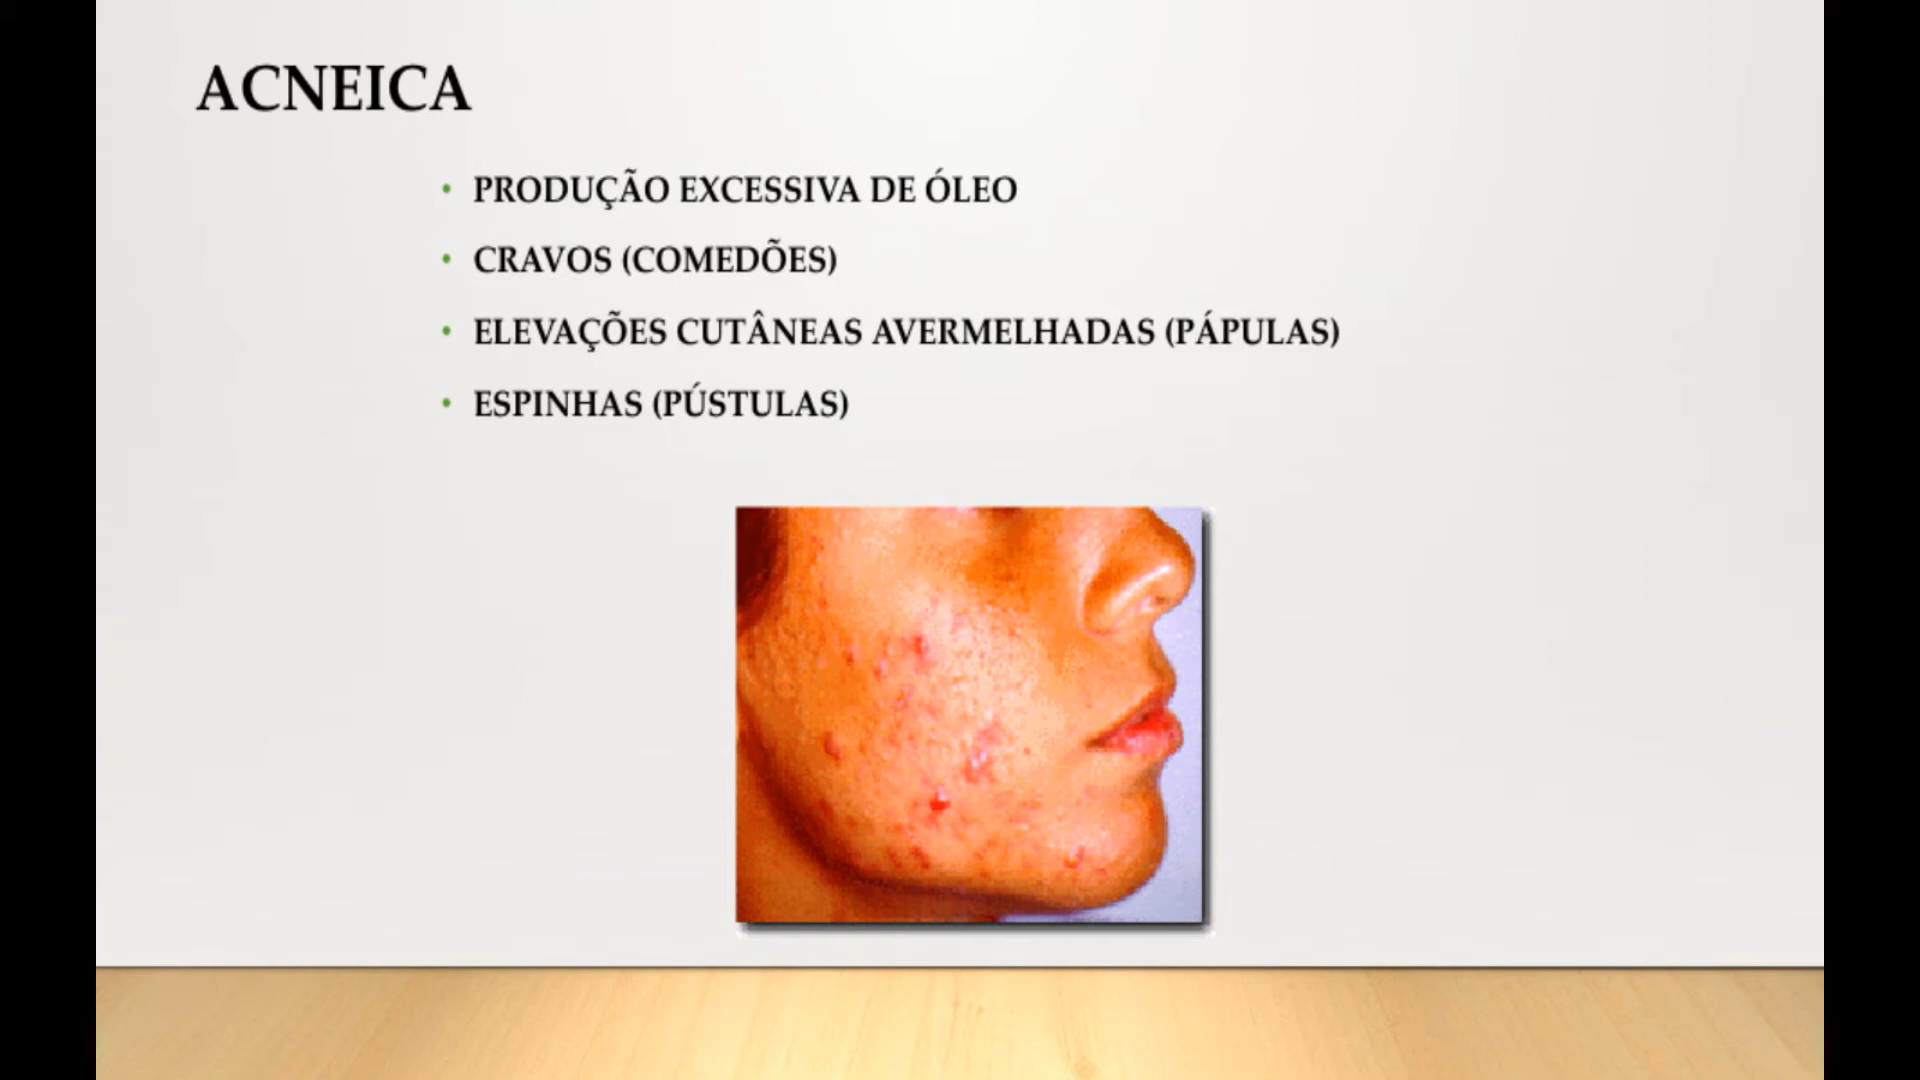 ACNEICA
• PRODUÇÃO EXCESSIVA DE ÓLEO
• CRAVOS (COMEDÕES)
• ELEVAÇÕES CUTÂNEAS AVERMELHADAS (PÁPULAS)
• ESPINHAS (PÚSTULAS)